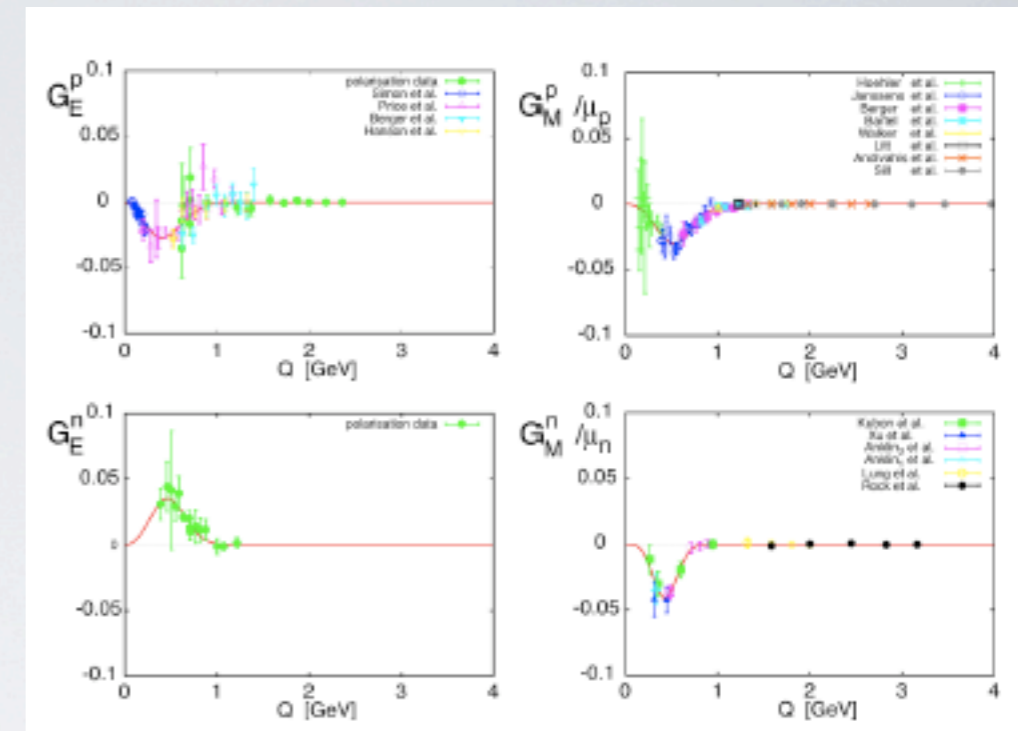 G_E^p
0.1
0.05
0
-0.05
-0.1
0 1 2 3 4
Q [GeV]
polarisation data
Simon et al.
Price et al.
Berger et al.
Hanson et al.
G_M^p /μ_p
0.1
0.05
0
-0.05
-0.1
0 1 2 3 4
Q [GeV]
Hoehler et al.
Janssens et al.
Berger et al.
Bartel et al.
Walker et al.
Litt et al.
Andivahis et al.
Sill et al.
G_E^n
0.1
0.05
0
-0.05
-0.1
0 1 2 3 4
Q [GeV]
polarisation data
G_M^n /μ_n
0.1
0.05
0
-0.05
-0.1
0 1 2 3 4
Q [GeV]
Kubon et al.
Xu et al.
Anklin et al.
Anklin et al.
Lung et al.
Rock et al.